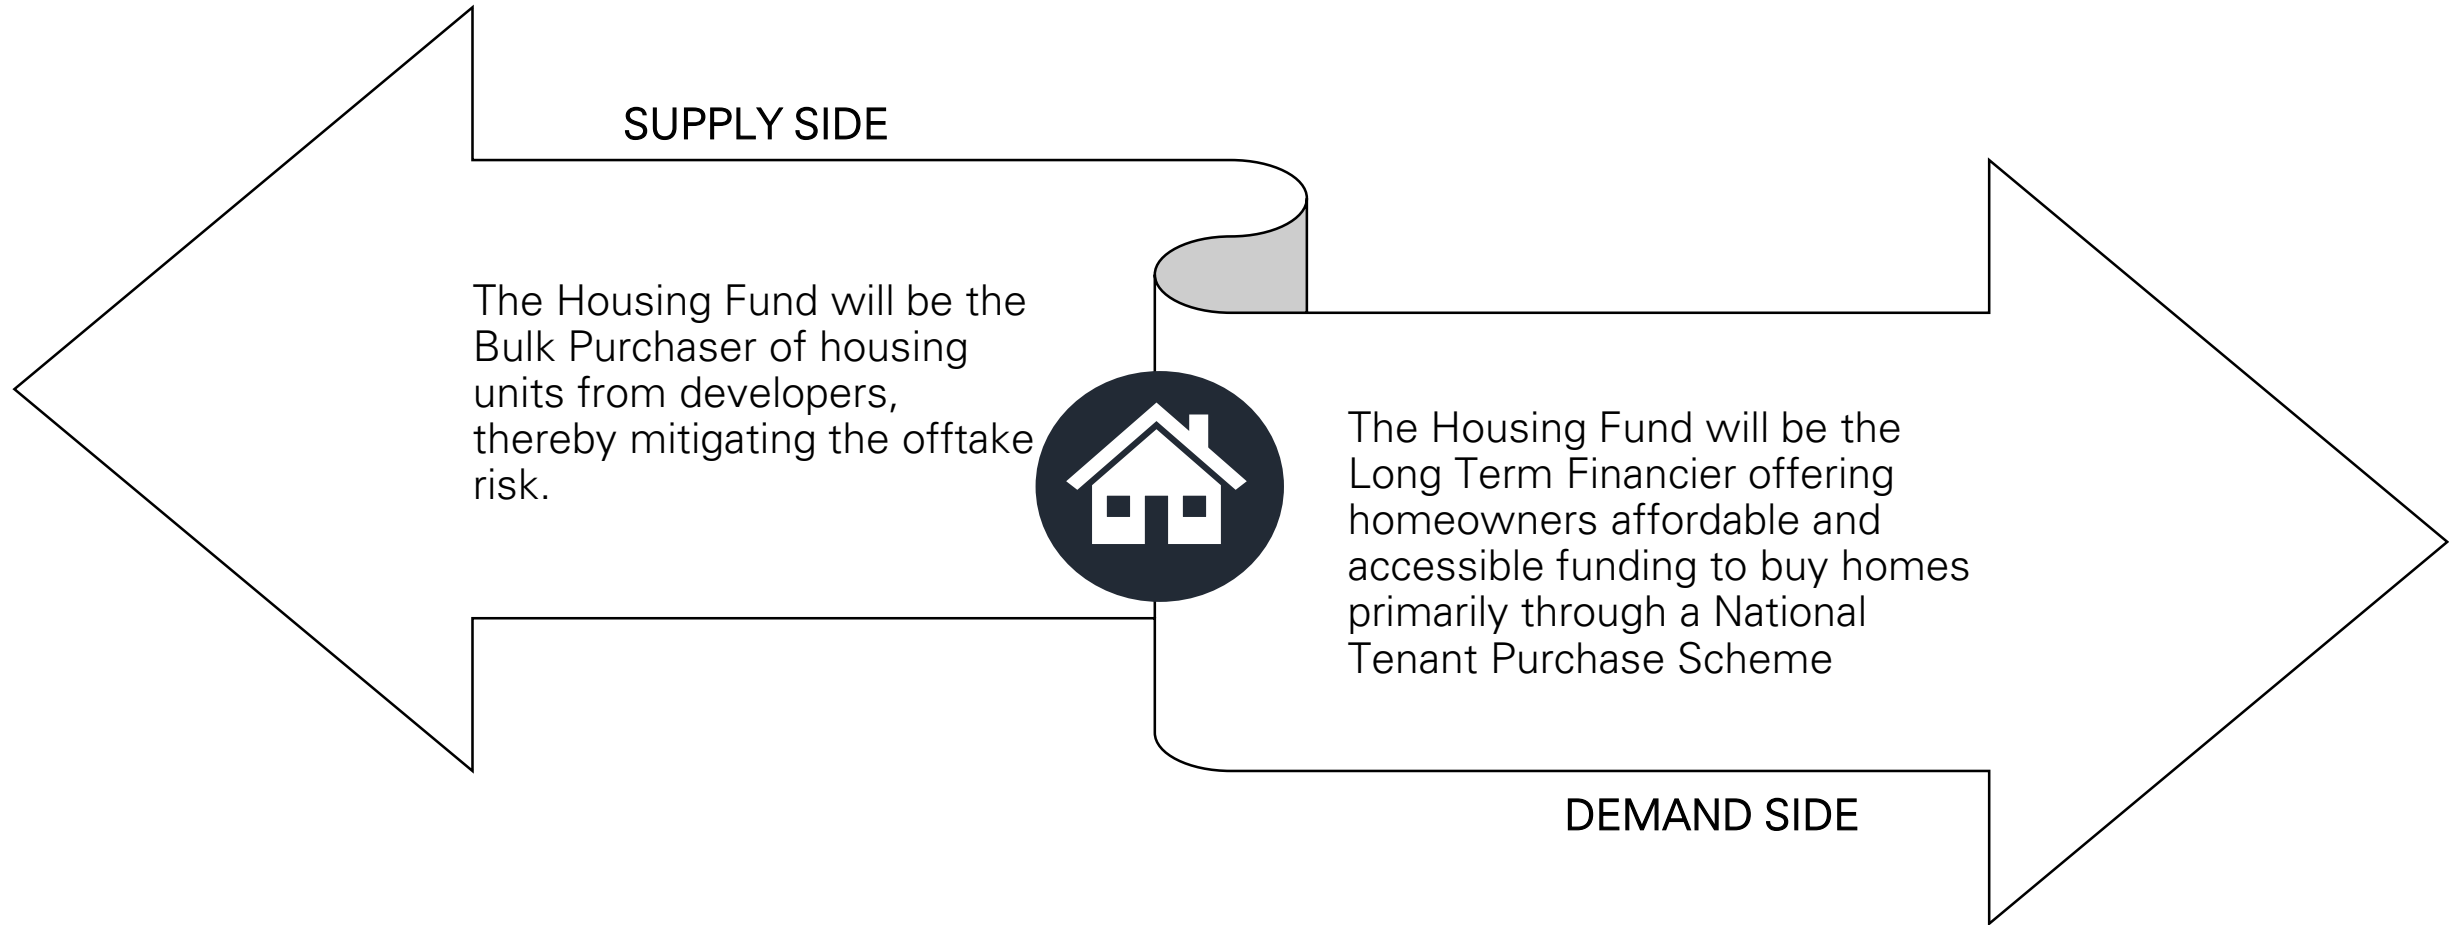 SUPPLY SIDE
The Housing Fund will be the
Bulk Purchaser of housing
units from developers,
thereby mitigating the offtake
risk.
The Housing Fund will be the
Long Term Financier offering
homeowners affordable and
accessible funding to buy homes
primarily through a National
Tenant Purchase Scheme
DEMAND SIDE